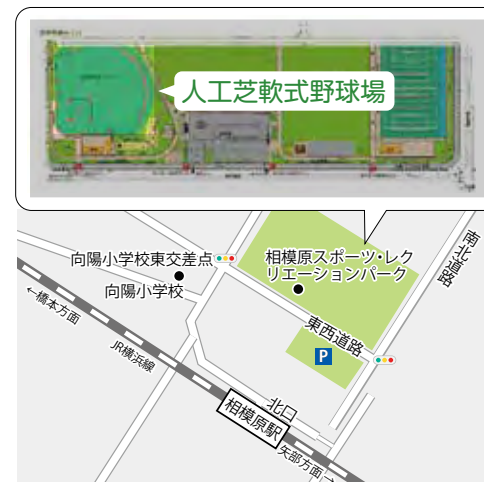 人工芝軟式野球場
向陽小学校東交差点
向陽小学校
相模原スポーツ・レク
リエーションパーク
南北道路
東西道路
P
←橋本方面
JR横浜線
北口
相模原駅
矢部方面→